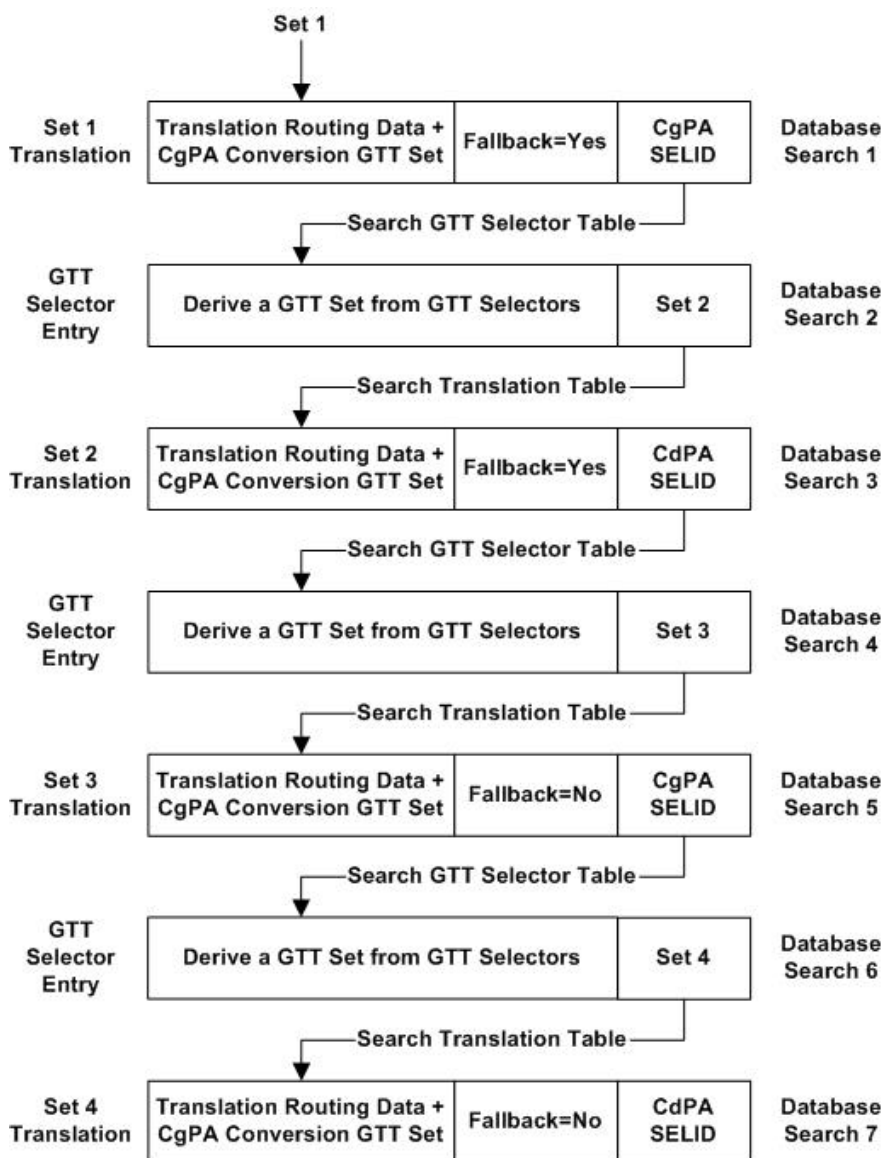 Set 1
Set 1
Translation
Translation Routing Data +
CgPA Conversion GTT Set
Fallback=Yes
CgPA
SELID
Database
Search 1
Search GTT Selector Table
GTT
Selector
Entry
Derive a GTT Set from GTT Selectors
Set 2
Database
Search 2
Search Translation Table
Set 2
Translation
Translation Routing Data +
CgPA Conversion GTT Set
Fallback=Yes
CdPA
SELID
Database
Search 3
Search GTT Selector Table
GTT
Selector
Entry
Derive a GTT Set from GTT Selectors
Set 3
Database
Search 4
Search Translation Table
Set 3
Translation
Translation Routing Data +
CgPA Conversion GTT Set
Fallback=No
CgPA
SELID
Database
Search 5
Search GTT Selector Table
GTT
Selector
Entry
Derive a GTT Set from GTT Selectors
Set 4
Database
Search 6
Search Translation Table
Set 4
Translation
Translation Routing Data +
CgPA Conversion GTT Set
Fallback=No
CdPA
SELID
Database
Search 7